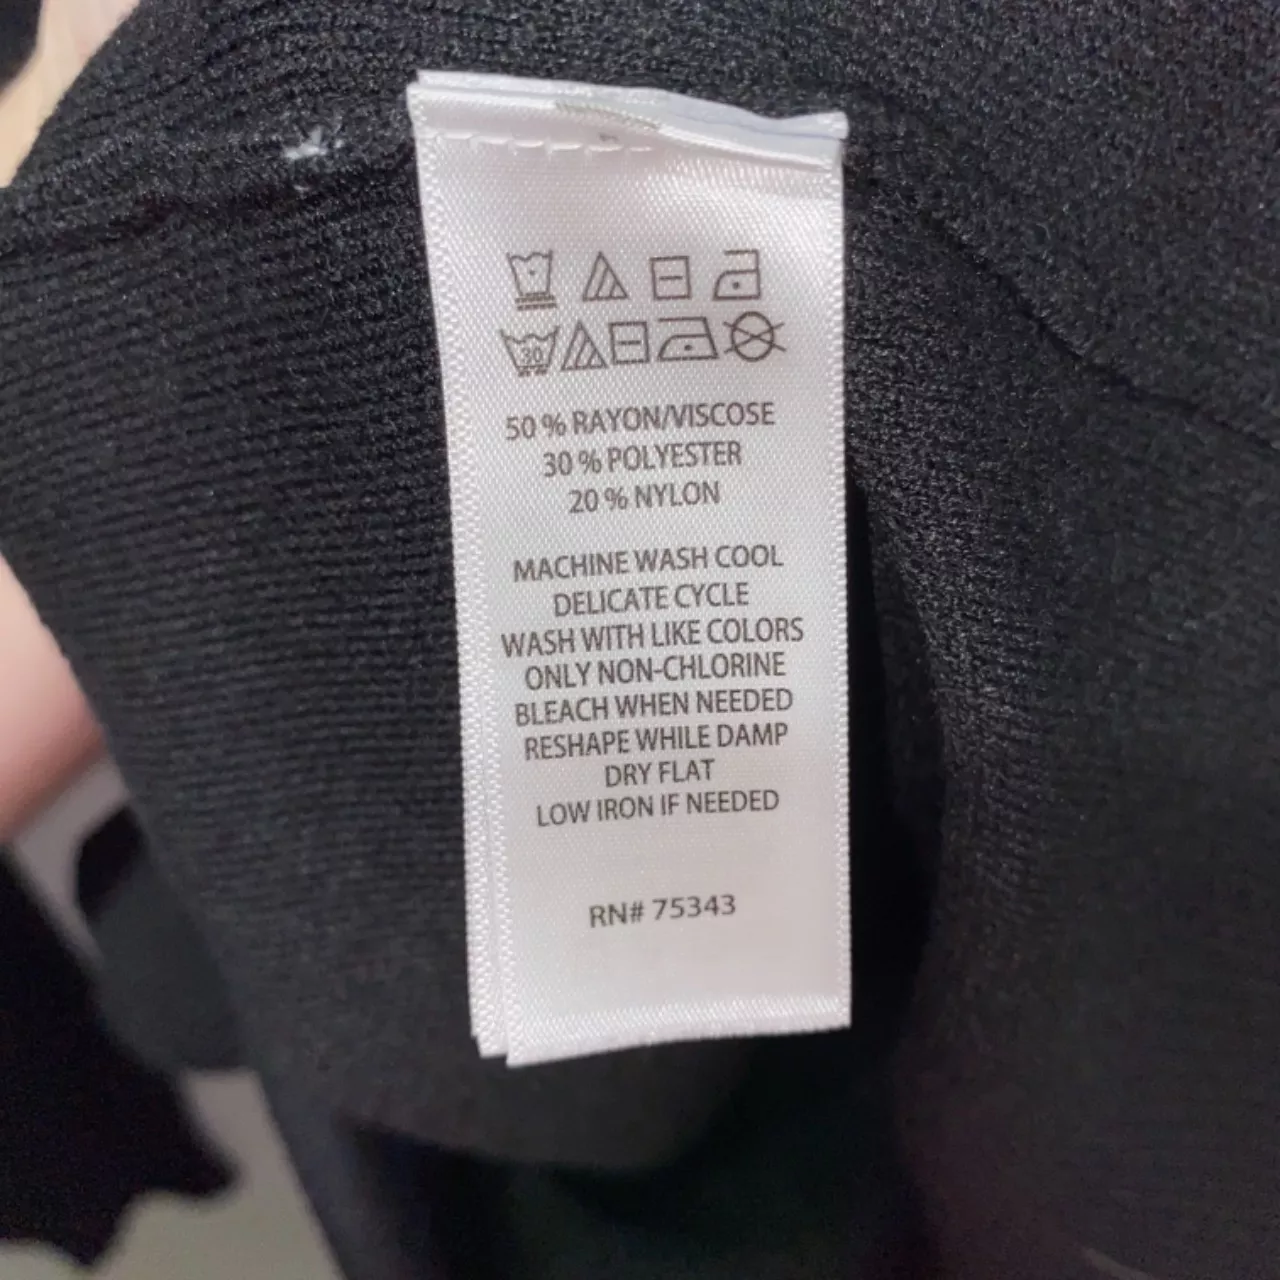 30
50 % RAYON/VISCOSE
30 % POLYESTER
20 % NYLON
MACHINE WASH COOL
DELICATE CYCLE
WASH WITH LIKE COLORS
ONLY NON-CHLORINE
BLEACH WHEN NEEDED
RESHAPE WHILE DAMP
DRY FLAT
LOW IRON IF NEEDED
RN# 75343